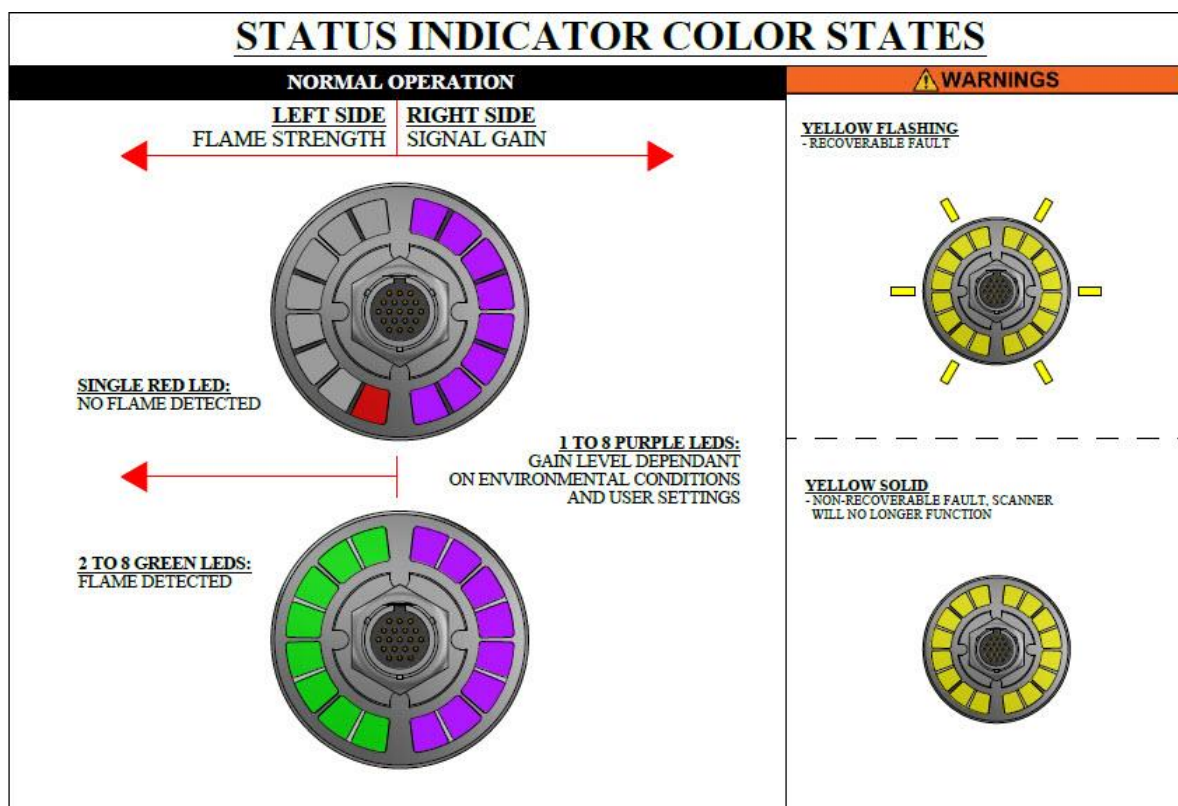 STATUS INDICATOR COLOR STATES
NORMAL OPERATION
LEFT SIDE
FLAME STRENGTH
RIGHT SIDE
SIGNAL GAIN
SINGLE RED LED:
NO FLAME DETECTED
1 TO 8 PURPLE LEDS:
GAIN LEVEL DEPENDANT
ON ENVIRONMENTAL CONDITIONS
AND USER SETTINGS
2 TO 8 GREEN LEDS:
FLAME DETECTED
WARNINGS
YELLOW FLASHING
- RECOVERABLE FAULT
YELLOW SOLID
- NON-RECOVERABLE FAULT, SCANNER
WILL NO LONGER FUNCTION